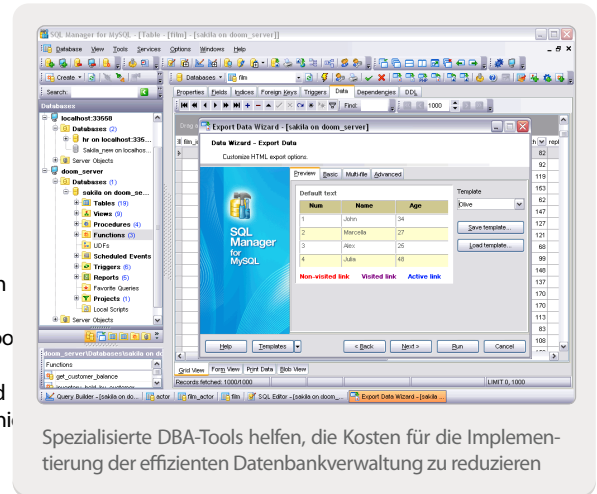 SQL Manager for MySQL - [Table - [film] - [sakila on doom_server]]
Database View Tools Services Options Windows Help
Create
Databases film
Search:
Properties Fields Indices Foreign Keys Triggers Data Dependencies DDL
Find: 1000
Databases
localhost:33558
Databases (2)
hr on localhost:335...
Sakila_new on localhos...
Server Objects
doom_server
Databases (1)
sakila on doom_se...
Tables (19)
Views (9)
Procedures (4)
Functions (3)
UDFs
Scheduled Events
Triggers (6)
Reports (5)
Favorite Queries
Projects (1)
Local Scripts
Server Objects
doom_server\Databases\sakila on do
Functions
get_customer_balance
Export Data Wizard - [sakila on doom_server]
Data Wizard - Export Data
Customize HTML export options.
Preview Basic Multi-file Advanced
SQL
Manager
for
MySQL
Default text
Num Name Age
1 John 34
2 Marcella 27
3 Alex 25
4 Julia 48
Non-visited link Visited link Active link
Template
Olive
Save template...
Load template...
Help Templates < Back Next > Run Cancel
82
92
119
153
62
147
127
121
68
99
148
137
170
170
113
83
108
Grid View Form View Print Data Blob View
Records fetched: 1000/1000 LIMIT 0, 1000
Query Builder - [sakila on do... actor film_actor film SQL Editor - [sakila on doom_... Export Data Wizard - [sakila ...
Spezialisierte DBA-Tools helfen, die Kosten für die Implemen-
tierung der effizienten Datenbankverwaltung zu reduzieren